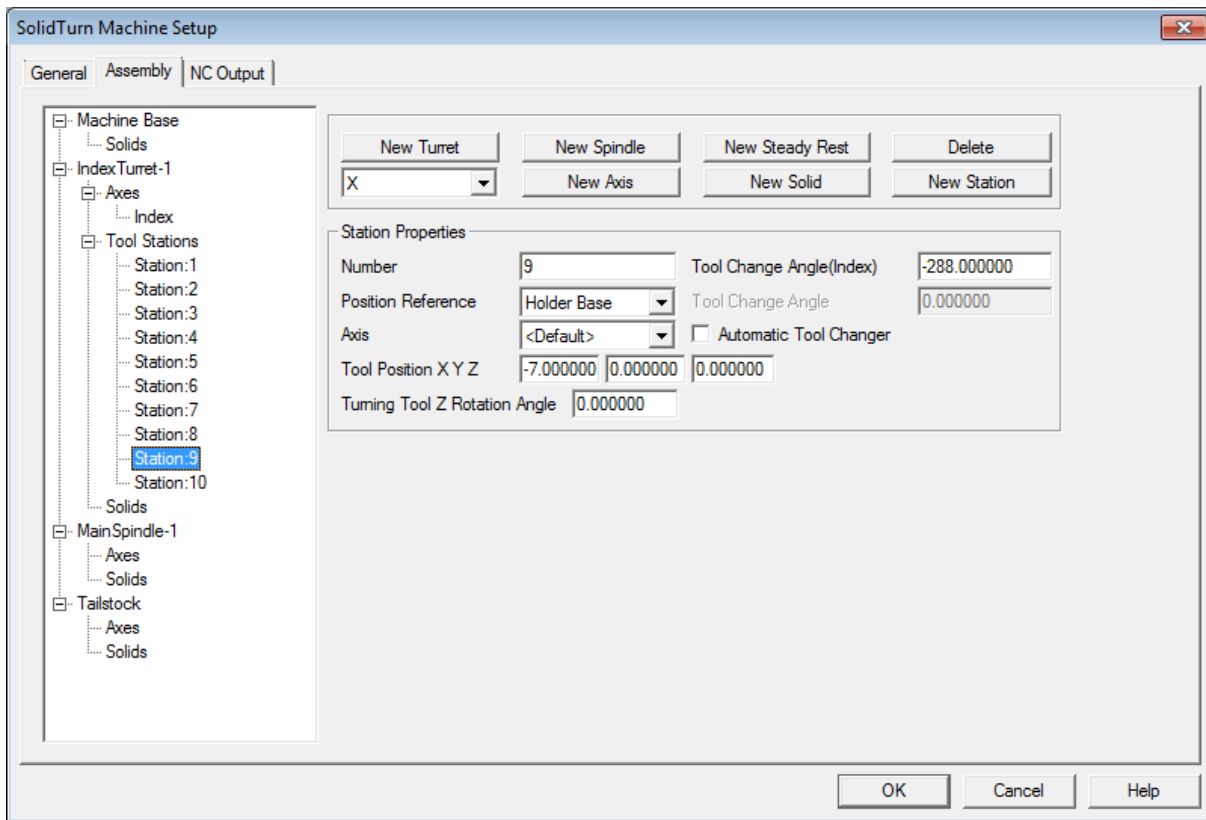 SolidTurn Machine Setup
General Assembly NC Output
Machine Base
Solids
IndexTurret-1
Axes
Index
Tool Stations
Station:1
Station:2
Station:3
Station:4
Station:5
Station:6
Station:7
Station:8
Station:9
Station:10
Solids
MainSpindle-1
Axes
Solids
Tailstock
Axes
Solids
New Turret New Spindle New Steady Rest Delete
X New Axis New Solid New Station
Station Properties
Number 9 Tool Change Angle(Index) -288.000000
Position Reference Holder Base Tool Change Angle 0.000000
Axis <Default> Automatic Tool Changer
Tool Position X Y Z -7.000000 0.000000 0.000000
Turning Tool Z Rotation Angle 0.000000
OK Cancel Help